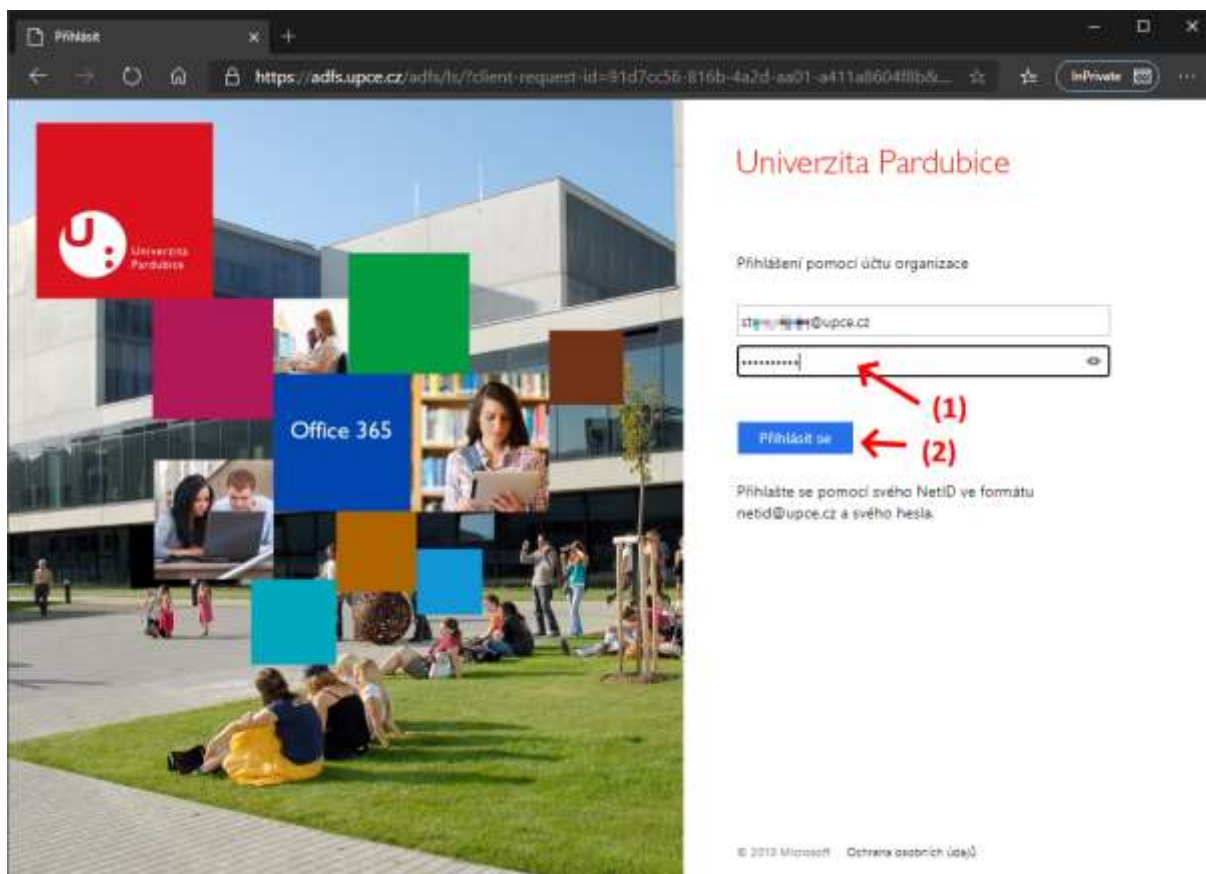 Přihlásit
https://adfs.upce.cz/adfs/ls/?client-request-id=91d7cc56-816b-4a2d-aa01-a411a8604f8b&...
InPrivate
Univerzita
Pardubice
Office 365
Univerzita Pardubice
Přihlášení pomocí účtu organizace
@upce.cz
(1)
Přihlásit se
(2)
Přihlašte se pomocí svého NetID ve formátu
netid@upce.cz a svého hesla.
© 2013 Microsoft Ochrana osobních údajů